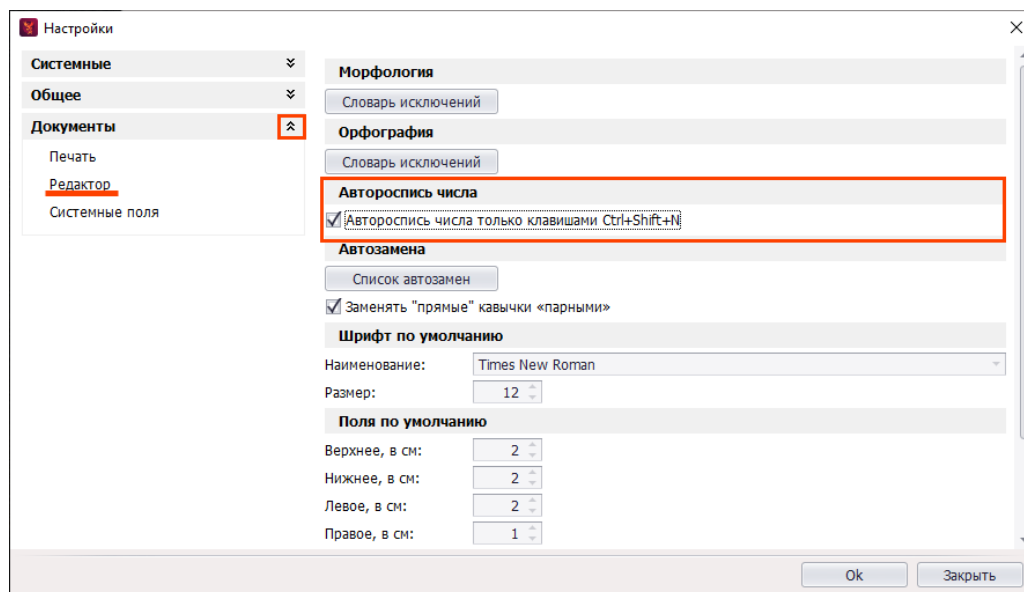 Настройки
Системные
Общее
Документы
Печать
Редактор
Системные поля
Морфология
Словарь исключений
Орфография
Словарь исключений
Автороспись числа
Автороспись числа только клавишами Ctrl+Shift+N
Автозамена
Список автозамен
Заменять "прямые" кавычки «парными»
Шрифт по умолчанию
Наименование: Times New Roman
Размер: 12
Поля по умолчанию
Верхнее, в см: 2
Нижнее, в см: 2
Левое, в см: 2
Правое, в см: 1
Ok Закрыть